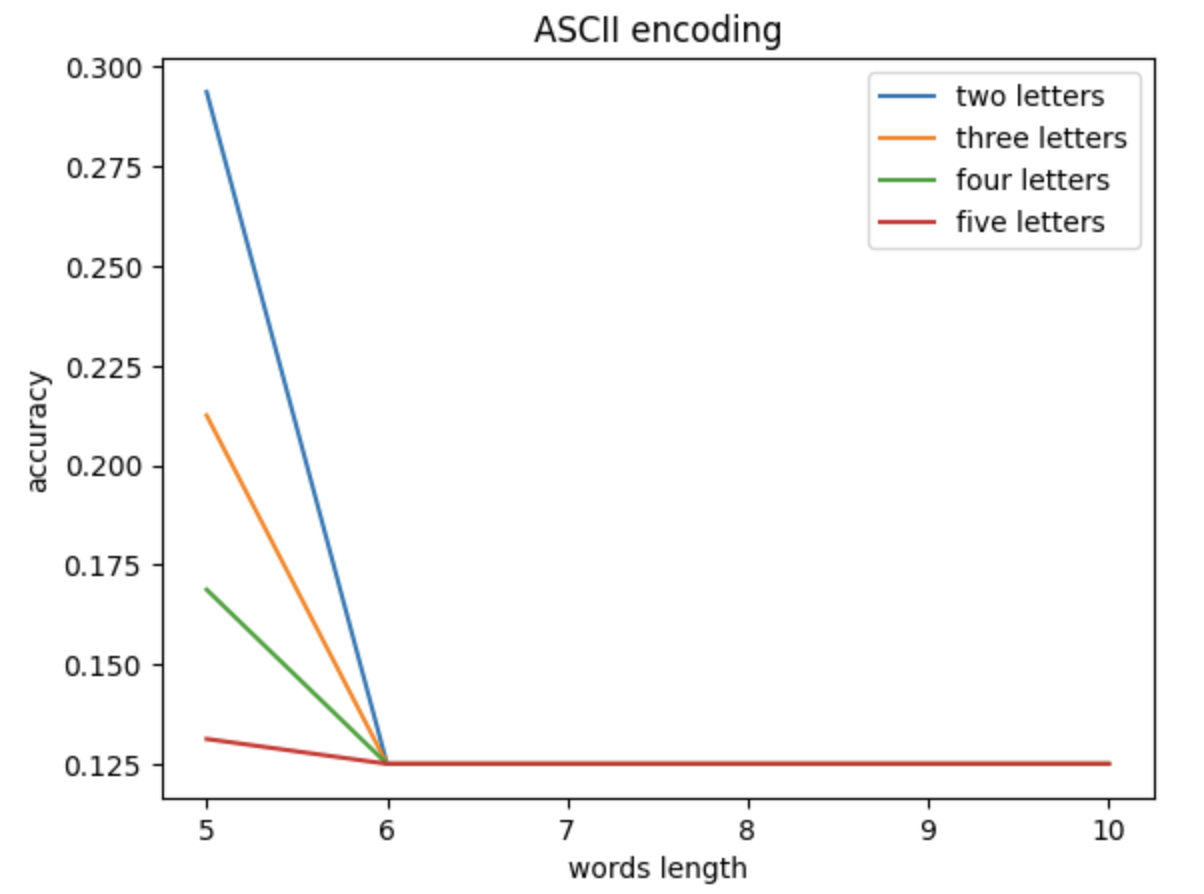 ASCII encoding
two letters
three letters
four letters
five letters
0.300
0.275
0.250
0.225
0.200
0.175
0.150
0.125
accuracy
5 6 7 8 9 10
words length